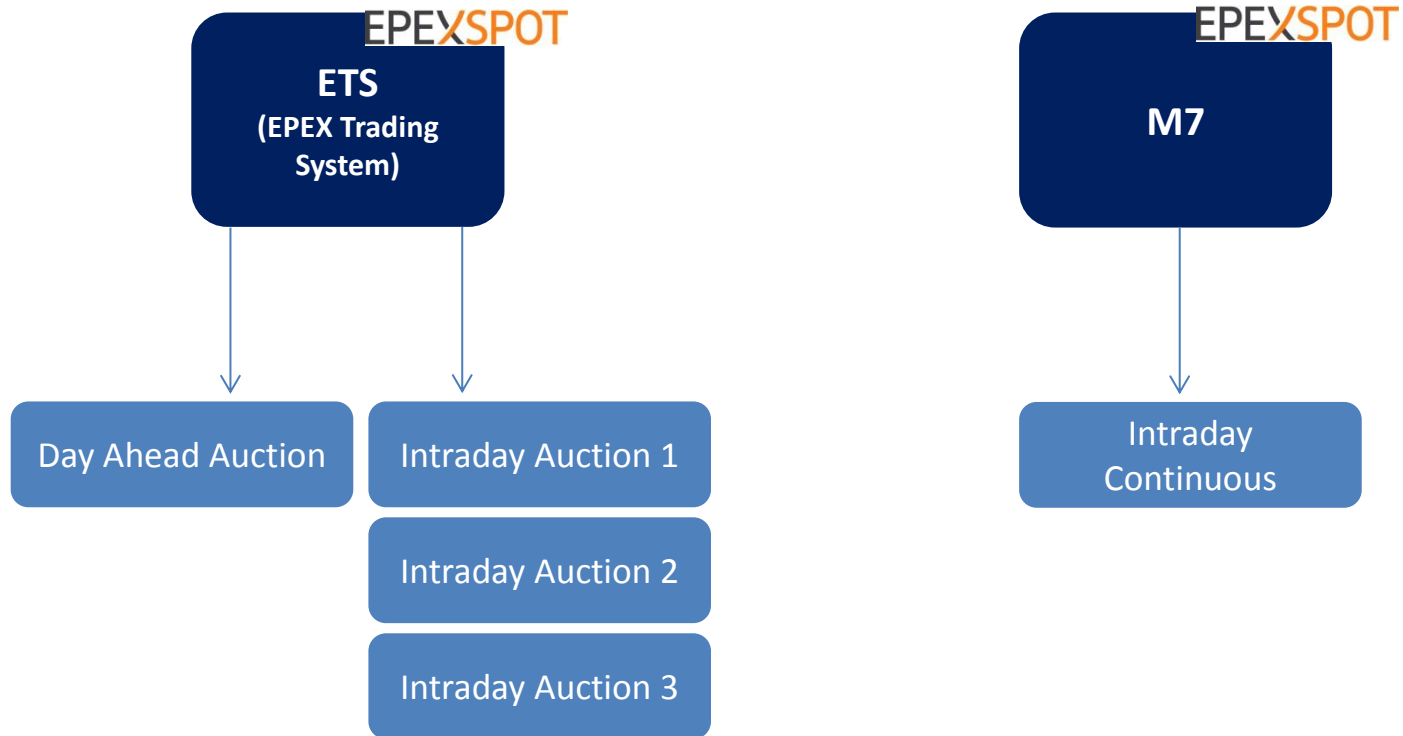 EPEXSPOT
ETS
(EPEX Trading
System)
EPEXSPOT
M7
Day Ahead Auction
Intraday Auction 1
Intraday Auction 2
Intraday Auction 3
Intraday
Continuous